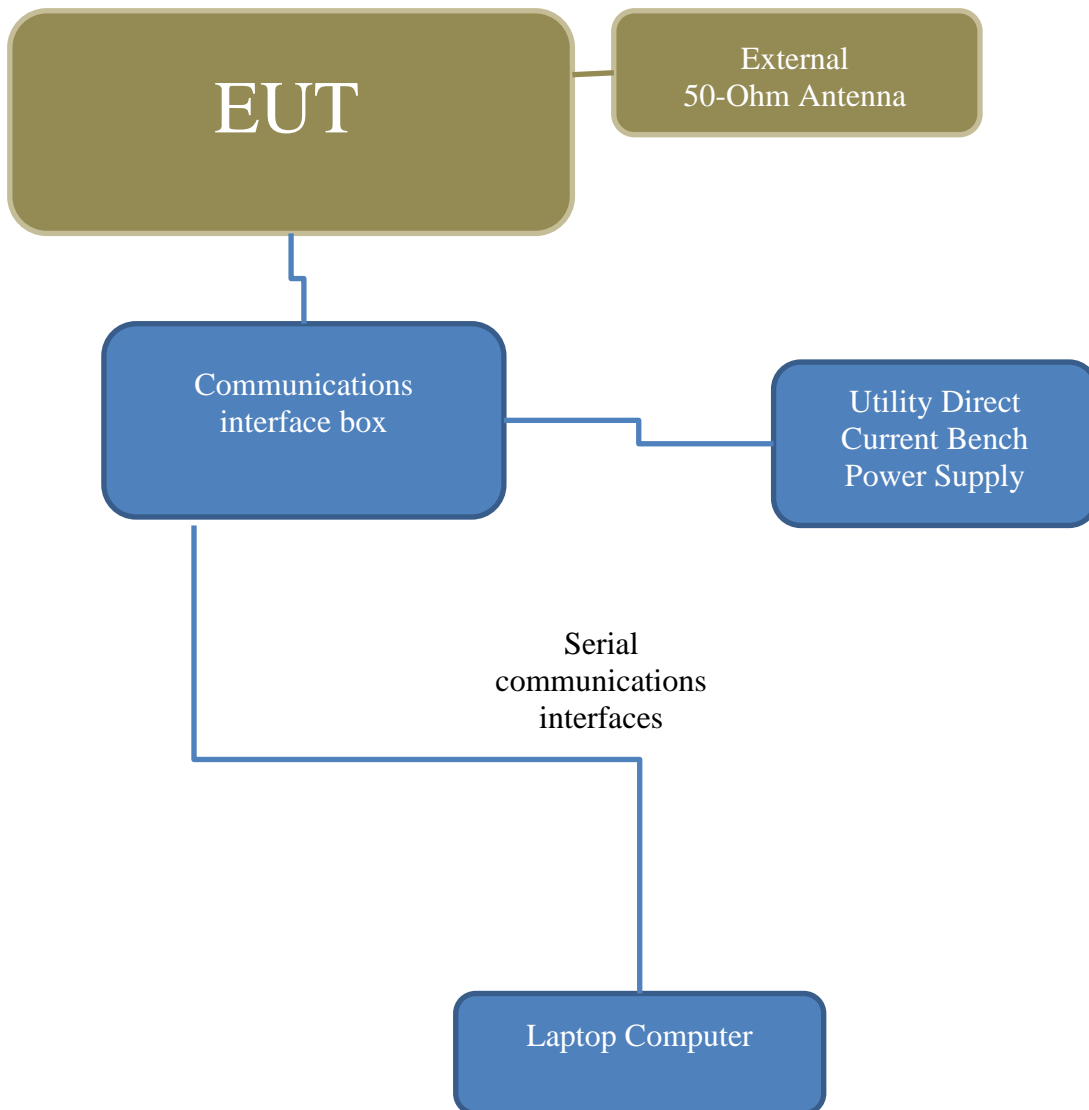 EUT
External
50-Ohm Antenna
Communications
interface box
Utility Direct
Current Bench
Power Supply
Serial
communications
interfaces
Laptop Computer